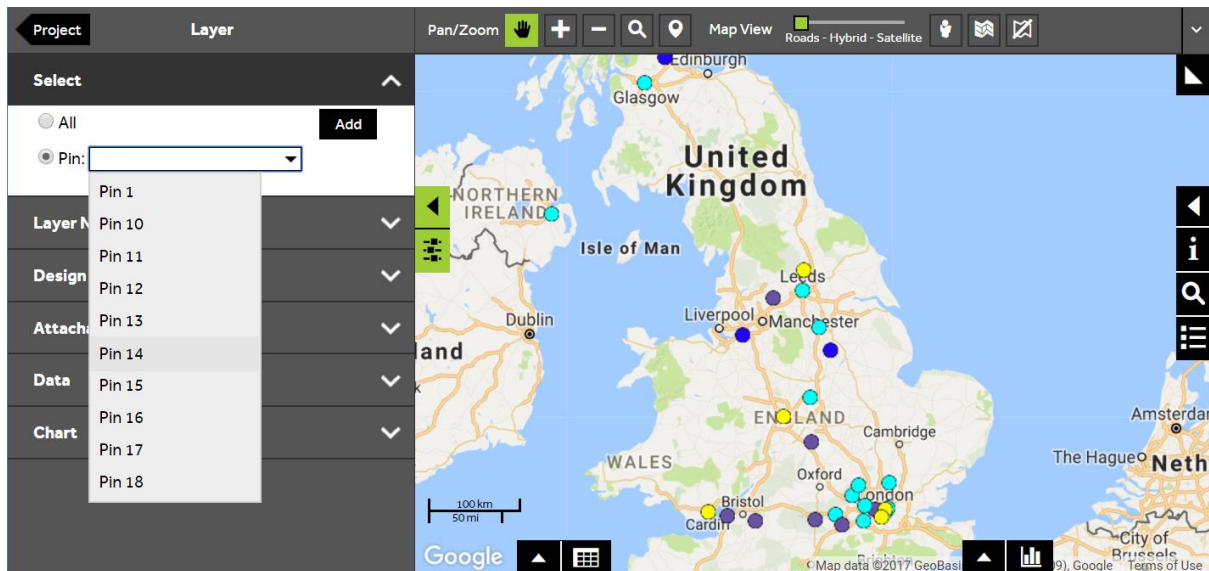 Project
Layer
Pan/Zoom
Map View
Roads - Hybrid - Satellite
Select
All
Add
Pin:
Pin 1
Pin 10
Pin 11
Pin 12
Pin 13
Pin 14
Pin 15
Pin 16
Pin 17
Pin 18
Layer N
Design
Attach
Data
Chart
Edinburgh
Glasgow
United
Kingdom
NORTHERN
IRELAND
Isle of Man
Leeds
Liverpool
Manchester
Dublin
land
ENGLAND
Cambridge
Amsterdar
WALES
Oxford
The Hague
Neth
London
100 km
50 mi
Bristol
Cardiff
City of
Brussels
Google
Brighton
Map data ©2017 GeoBasi
09), Google
Terms of Use